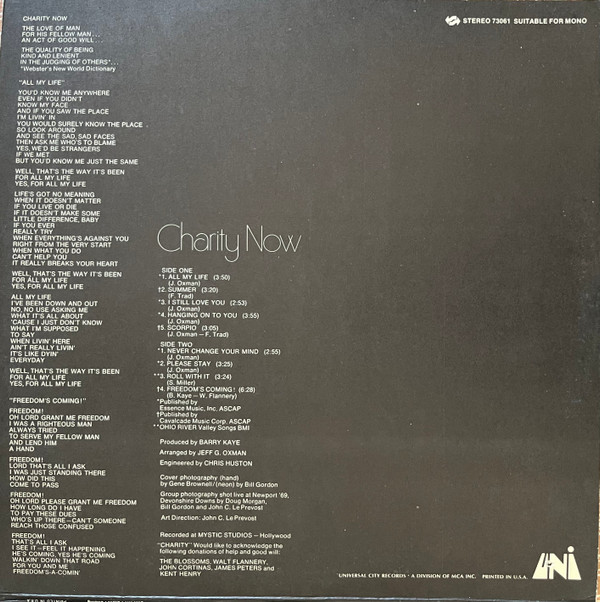 CHARITY NOW
THE LOVE OF MAN
FOR HIS FELLOW MAN...
AN ACT OF GOOD WILL...
THE QUALITY OF BEING
KIND AND LENIENT
IN THE JUDGING OF OTHERS*...
*Webster's New World Dictionary
"ALL MY LIFE"
YOU'D KNOW ME ANYWHERE
EVEN IF YOU DIDN'T
KNOW MY FACE
AND IF YOU SAW THE PLACE
I'M LIVIN' IN
YOU WOULD SURELY KNOW THE PLACE
SO LOOK AROUND
AND SEE THE SAD, SAD FACES
THEN ASK ME WHO'S TO BLAME
YES, WE'D BE STRANGERS
IF WE MET
BUT YOU'D KNOW ME JUST THE SAME
WELL, THAT'S THE WAY IT'S BEEN
FOR ALL MY LIFE
YES, FOR ALL MY LIFE
LIFE'S GOT NO MEANING
WHEN IT DOESN'T MATTER
IF YOU LIVE OR DIE
IF IT DOESN'T MAKE SOME
LITTLE DIFFERENCE, BABY
IF YOU EVER
REALLY TRY
WHEN EVERYTHING'S AGAINST YOU
RIGHT FROM THE VERY START
WHEN WHAT YOU DO
CAN'T HELP YOU
IT REALLY BREAKS YOUR HEART
WELL, THAT'S THE WAY IT'S BEEN
FOR ALL MY LIFE
YES, FOR ALL MY LIFE
ALL MY LIFE
I'VE BEEN DOWN AND OUT
NO, NO USE ASKING ME
WHAT IT'S ALL ABOUT
'CAUSE I JUST DON'T KNOW
WHAT I'M SUPPOSED
TO SAY
WHEN LIVIN' HERE
AIN'T REALLY LIVIN'
IT'S LIKE DYIN'
EVERYDAY
WELL, THAT'S THE WAY IT'S BEEN
FOR ALL MY LIFE
YES, FOR ALL MY LIFE
"FREEDOM'S COMING!"
FREEDOM!
OH LORD GRANT ME FREEDOM
I WAS A RIGHTEOUS MAN
ALWAYS TRIED
TO SERVE MY FELLOW MAN
AND LEND HIM
A HAND
FREEDOM!
LORD THAT'S ALL I ASK
I WAS JUST STANDING THERE
HOW DID THIS
COME TO PASS
FREEDOM!
OH LORD PLEASE GRANT ME FREEDOM
HOW LONG DO I HAVE
TO PAY THESE DUES
WHO'S UP THERE—CAN'T SOMEONE
REACH THOSE CONFUSED
FREEDOM!
THAT'S ALL I ASK
I SEE IT—FEEL IT HAPPENING
HE'S COMING, YES HE'S COMING
WALKIN' DOWN THAT ROAD
FOR YOU AND ME
FREEDOM'S-A-COMIN'
STEREO 73061 SUITABLE FOR MONO
Charity Now
SIDE ONE
*1. ALL MY LIFE (3:50)
(J. Oxman)
†2. SUMMER (3:20)
(F. Trad)
*3. I STILL LOVE YOU (2:53)
(J. Oxman)
*4. HANGING ON TO YOU (3:55)
(J. Oxman)
†5. SCORPIO (3:05)
(J. Oxman — F. Trad)
SIDE TWO
*1. NEVER CHANGE YOUR MIND (2:55)
(J. Oxman)
*2. PLEASE STAY (3:25)
(J. Oxman)
**3. ROLL WITH IT (3:24)
(S. Miller)
†4. FREEDOM'S COMING! (6:28)
(B. Kaye — W. Flannery)
*Published by
Essence Music, Inc. ASCAP
†Published by
Cavalcade Music Corp. ASCAP
**OHIO RIVER Valley Songs BMI
Produced by BARRY KAYE
Arranged by JEFF G. OXMAN
Engineered by CHRIS HUSTON
Cover photography (hand)
by Gene Brownell/(neon) by Bill Gordon
Group photography shot live at Newport '69,
Devonshire Downs by Doug Morgan,
Bill Gordon and John C. Le Prevost
Art Direction: John C. Le Prevost
Recorded at MYSTIC STUDIOS — Hollywood
"CHARITY" Would like to acknowledge the
following donations of help and good will:
THE BLOSSOMS, WALT FLANNERY,
JOHN CORTINAS, JAMES PETERS and
KENT HENRY
UNIVERSAL CITY RECORDS • A DIVISION OF MCA INC. PRINTED IN U.S.A.
UNI